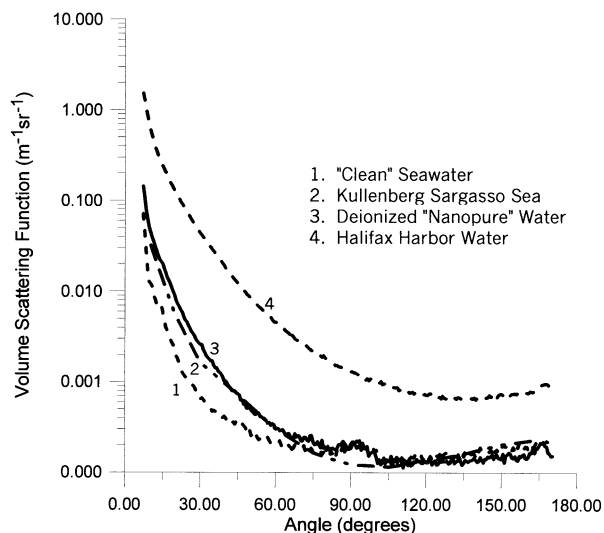 10.000
1.000
0.100
0.010
0.001
0.000
Volume Scattering Function (m⁻¹sr⁻¹)
1. "Clean" Seawater
2. Kullenberg Sargasso Sea
3. Deionized "Nanopure" Water
4. Halifax Harbor Water
4
3
2
1
0.00 30.00 60.00 90.00 120.00 150.00 180.00
Angle (degrees)